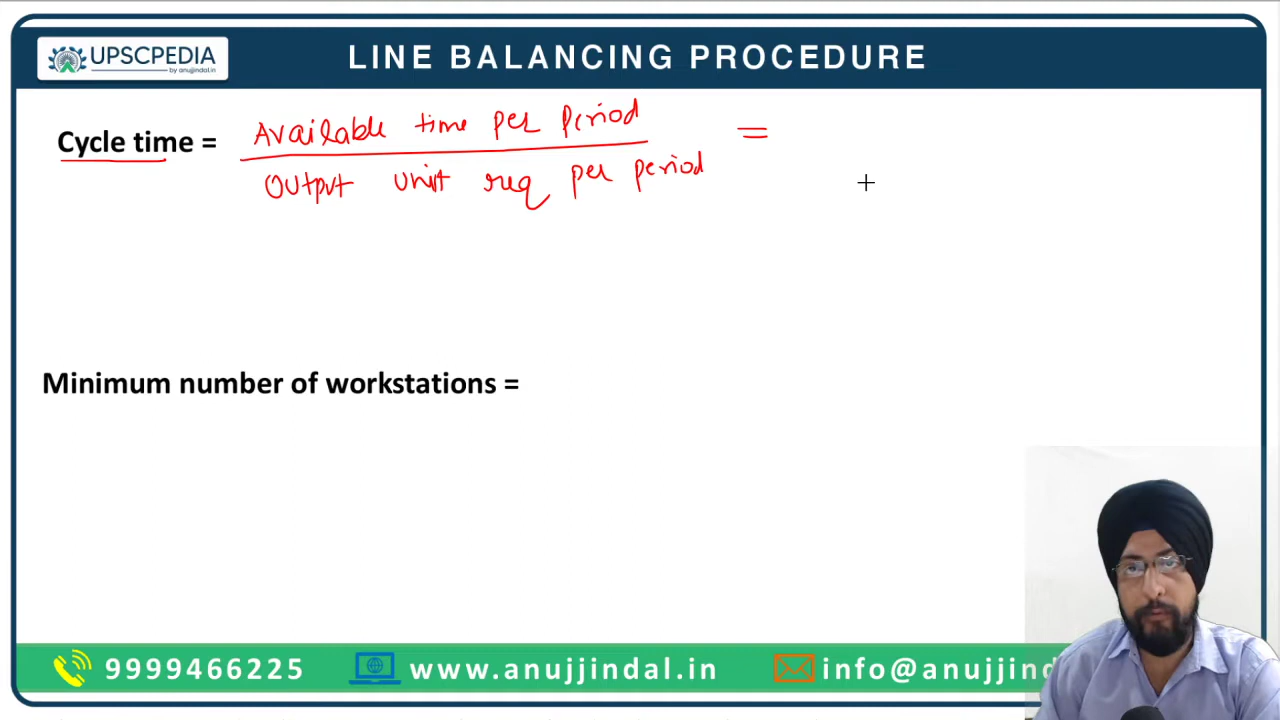 UPSCPEDIA
by anujjindal.in
LINE BALANCING PROCEDURE
Cycle time = Available time per period =
Output unit req per period
Minimum number of workstations =
9999466225
www.anujjindal.in
info@anujjind